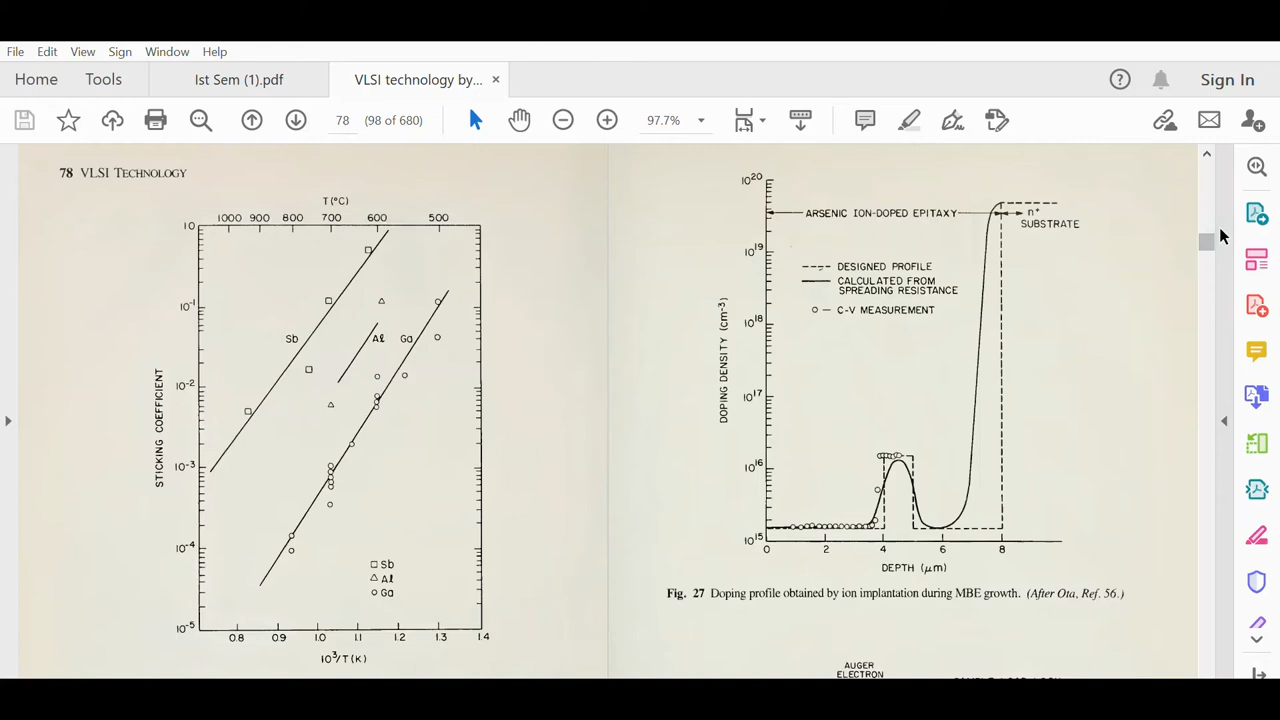 File Edit View Sign Window Help
Home Tools Ist Sem (1).pdf VLSI technology by... × Sign In
78 (98 of 680) 97.7%
78 VLSI TECHNOLOGY
T(°C)
1000 900 800 700 600 500
1.0
10-1
10-2
10-3
10-4
10-5
STICKING COEFFICIENT
Sb
Al
Ga
Sb
Al
Ga
0.8 0.9 1.0 1.1 1.2 1.3 1.4
10³/T(K)
10²⁰
10¹⁹
10¹⁸
10¹⁷
10¹⁶
10¹⁵
DOPING DENSITY (cm⁻³)
ARSENIC ION-DOPED EPITAXY
n⁺
SUBSTRATE
DESIGNED PROFILE
CALCULATED FROM
SPREADING RESISTANCE
C-V MEASUREMENT
0 2 4 6 8
DEPTH (μm)
Fig. 27 Doping profile obtained by ion implantation during MBE growth. (After Ota, Ref. 56.)
AUGER
ELECTRON